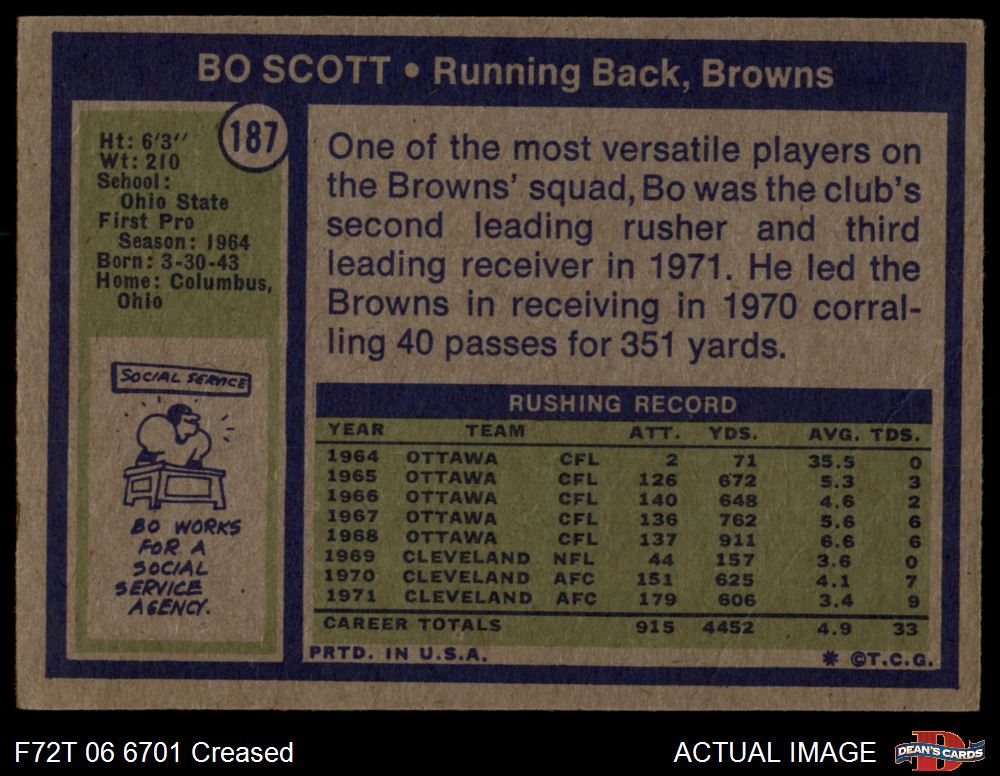 BO SCOTT • Running Back, Browns
187
Ht: 6'3''
Wt: 210
School:
Ohio State
First Pro
Season: 1964
Born: 3-30-43
Home: Columbus,
Ohio
SOCIAL SERVICE
BO WORKS
FOR A
SOCIAL
SERVICE
AGENCY.
One of the most versatile players on
the Browns' squad, Bo was the club's
second leading rusher and third
leading receiver in 1971. He led the
Browns in receiving in 1970 corral-
ling 40 passes for 351 yards.
RUSHING RECORD
YEAR TEAM ATT. YDS. AVG. TDS.
1964 OTTAWA CFL 2 71 35.5 0
1965 OTTAWA CFL 126 672 5.3 3
1966 OTTAWA CFL 140 648 4.6 2
1967 OTTAWA CFL 136 762 5.6 6
1968 OTTAWA CFL 137 911 6.6 6
1969 CLEVELAND NFL 44 157 3.6 0
1970 CLEVELAND AFC 151 625 4.1 7
1971 CLEVELAND AFC 179 606 3.4 9
CAREER TOTALS 915 4452 4.9 33
PRTD. IN U.S.A. * ©T.C.G.
F72T 06 6701 Creased ACTUAL IMAGE
D
DEAN'S CARDS